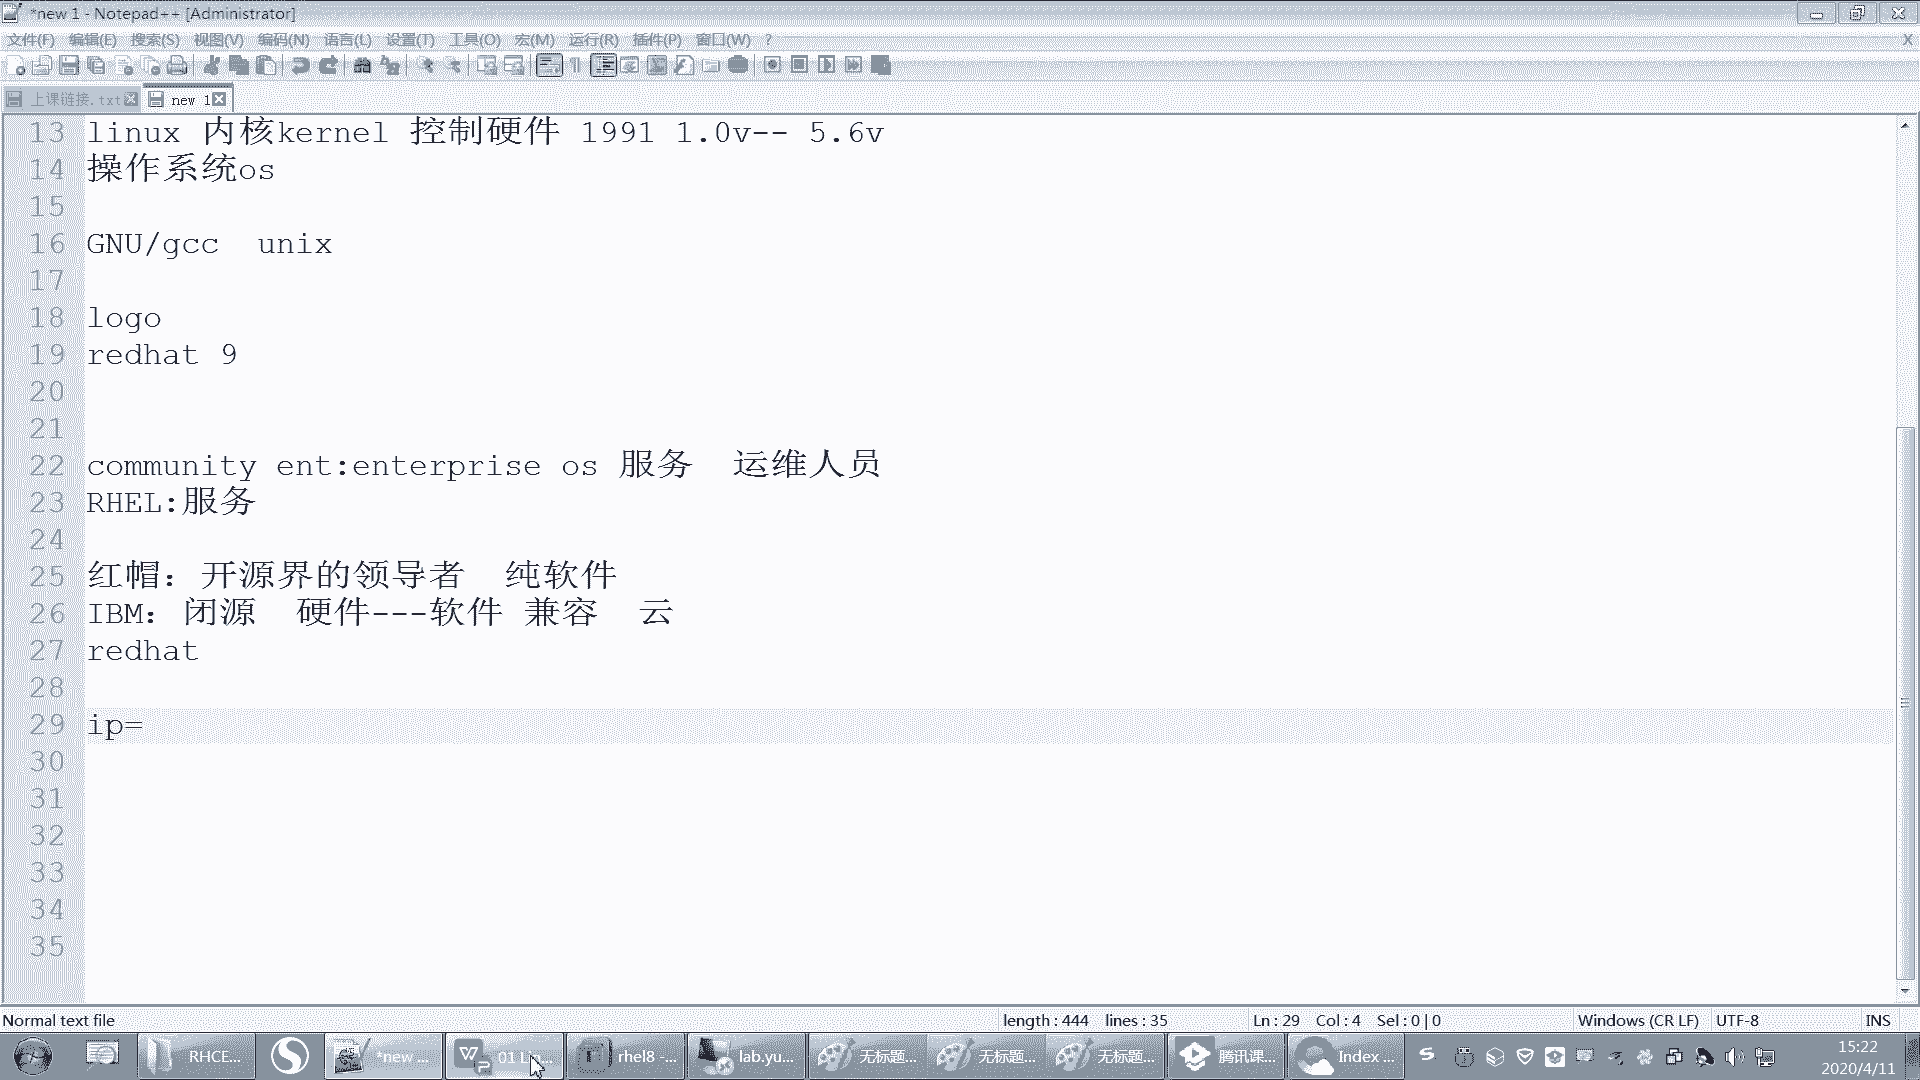 *new 1 - Notepad++ [Administrator]
文件(F) 编辑(E) 搜索(S) 视图(V) 编码(N) 语言(L) 设置(T) 工具(O) 宏(M) 运行(R) 插件(P) 窗口(W) ?
X
上课链接.txt new 1
13 linux 内核kernel 控制硬件 1991 1.0v-- 5.6v
14 操作系统os
15
16 GNU/gcc unix
17
18 logo
19 redhat 9
20
21
22 community ent:enterprise os 服务 运维人员
23 RHEL:服务
24
25 红帽：开源界的领导者 纯软件
26 IBM：闭源 硬件---软件 兼容 云
27 redhat
28
29 ip=
30
31
32
33
34
35
Normal text file length : 444 lines : 35 Ln : 29 Col : 4 Sel : 0 | 0 Windows (CR LF) UTF-8 INS
RHCE... *new ... 01 Lin... rhel8 -... lab.yu... 无标题... 无标题... 无标题... 腾讯课... Index ... 15:22
2020/4/11